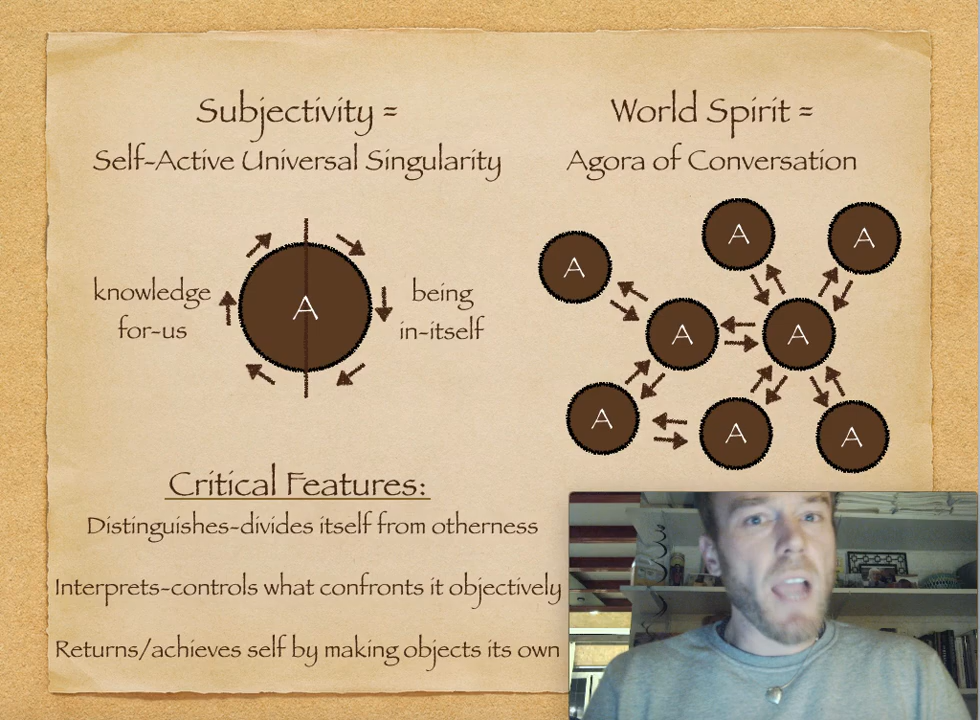 Subjectivity =
Self-Active Universal Singularity
knowledge
for-us
A
being
in-itself
World Spirit =
Agora of Conversation
A
A
A
A
A
A
A
A
Critical Features:
Distinguishes-divides itself from otherness
Interprets-controls what confronts it objectively
Returns/achieves self by making objects its own